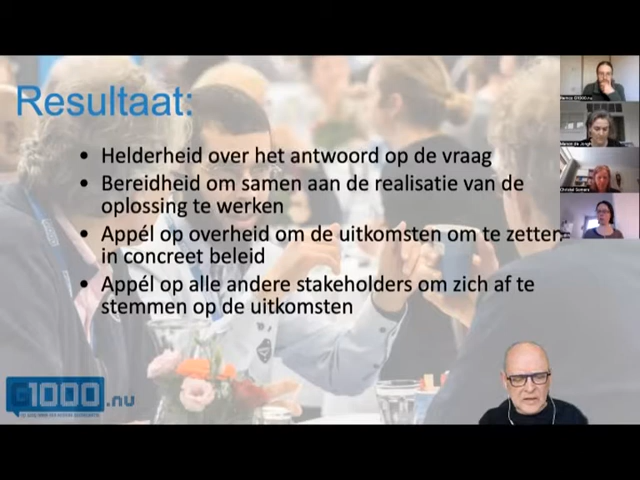 Resultaat:
• Helderheid over het antwoord op de vraag
• Bereidheid om samen aan de realisatie van de
oplossing te werken
• Appél op overheid om de uitkomsten om te zetten
in concreet beleid
• Appél op alle andere stakeholders om zich af te
stemmen op de uitkomsten
G1000.nu